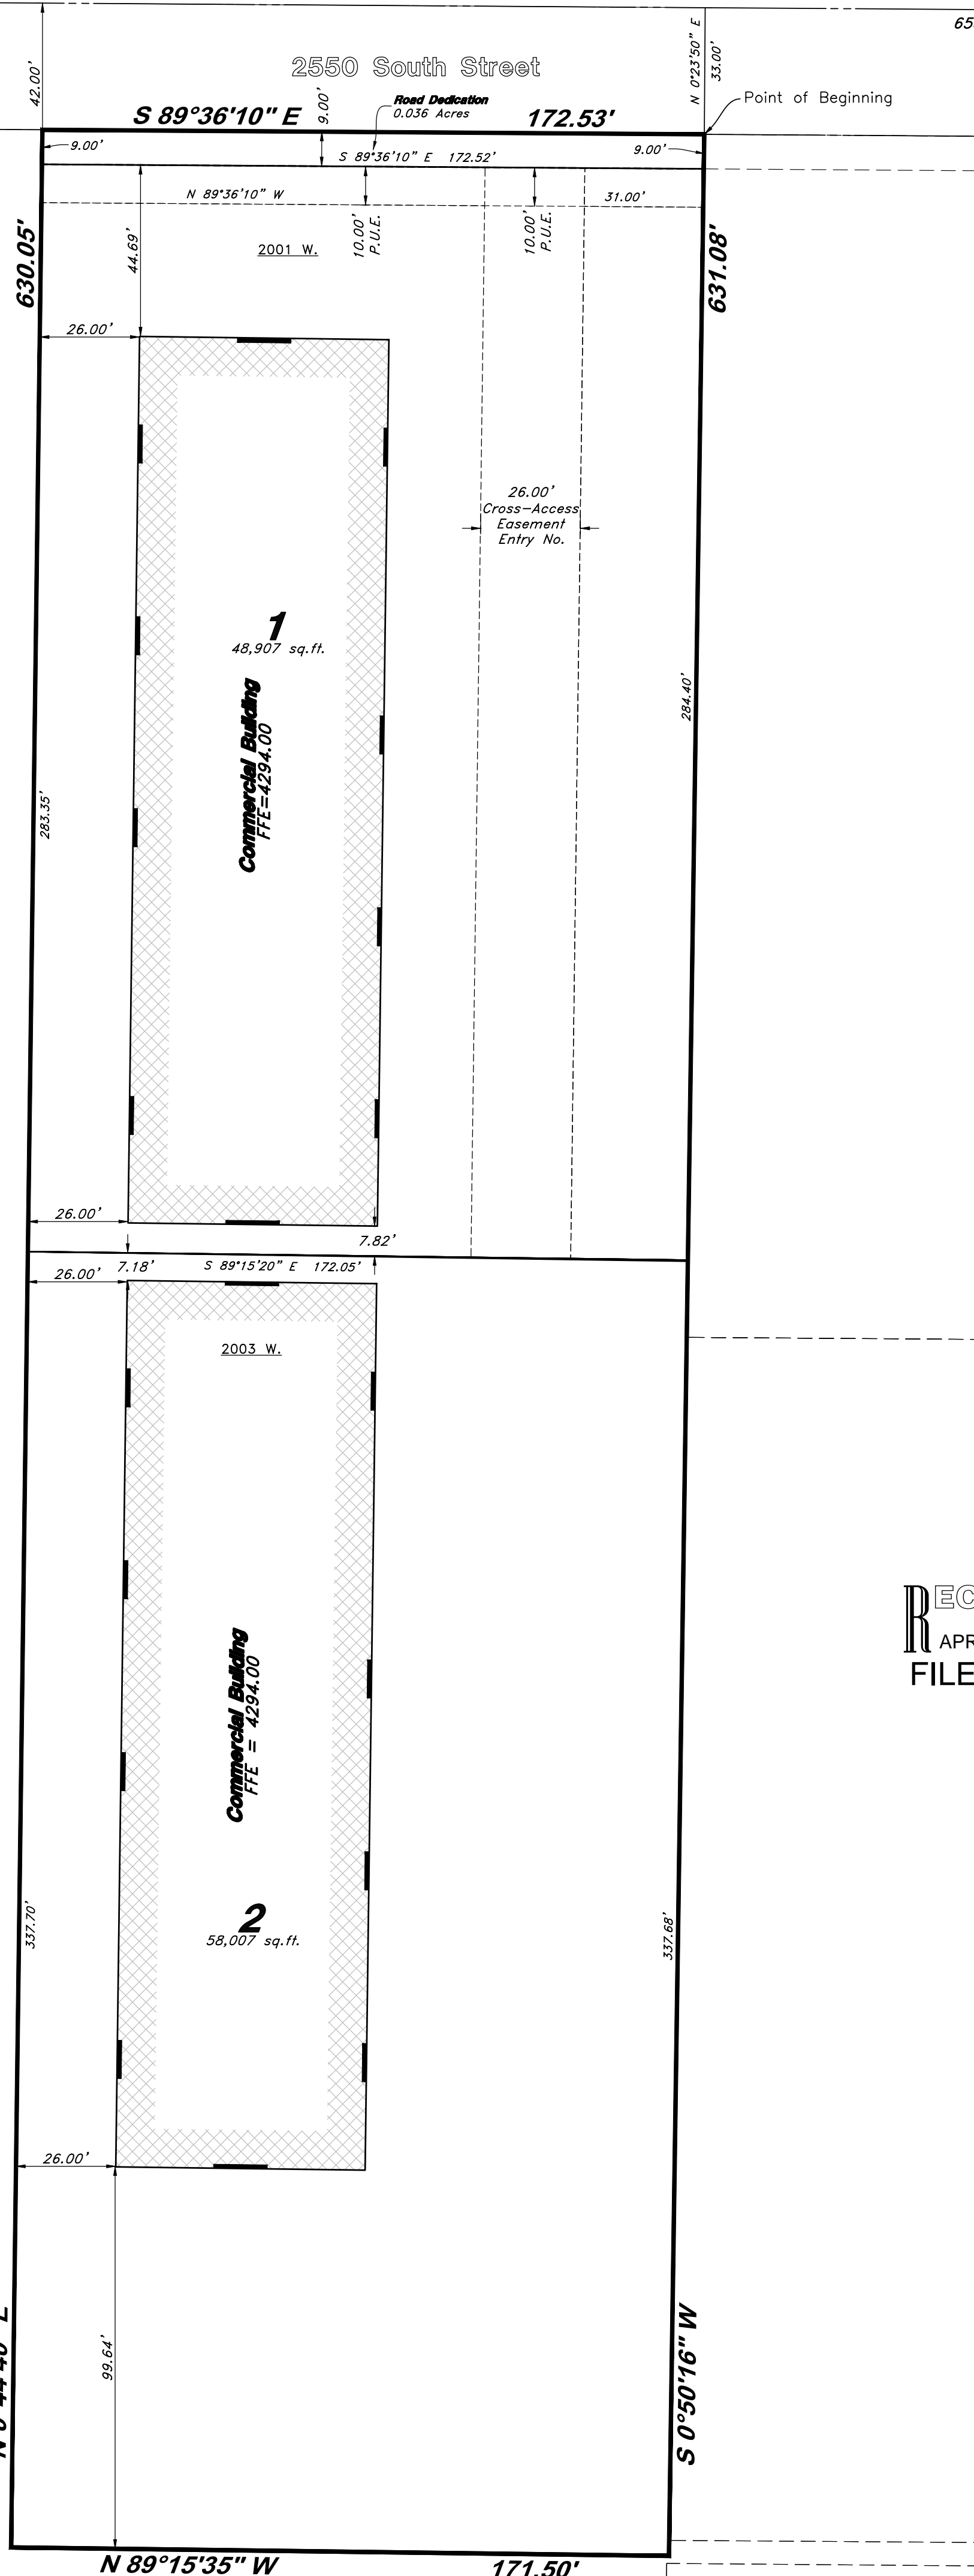 65
42.00'
2550 South Street
N 0°23'50" E
33.00'
Road Dedication
0.036 Acres
9.00'
Point of Beginning
S 89°36'10" E
172.53'
9.00'
S 89°36'10" E 172.52'
9.00'
N 89°36'10" W
31.00'
10.00'
P.U.E.
10.00'
P.U.E.
630.05'
44.69'
2001 W.
631.08'
26.00'
26.00'
Cross-Access
Easement
Entry No.
1
48,907 sq.ft.
Commercial Building
FFE=4294.00
284.40'
283.35'
26.00'
7.82'
7.18'
S 89°15'20" E 172.05'
26.00'
2003 W.
REC
APR
FILE
Commercial Building
FFE = 4294.00
2
58,007 sq.ft.
337.70'
337.68'
26.00'
99.64'
S 0°50'16" W
N 89°15'35" W
171.50'